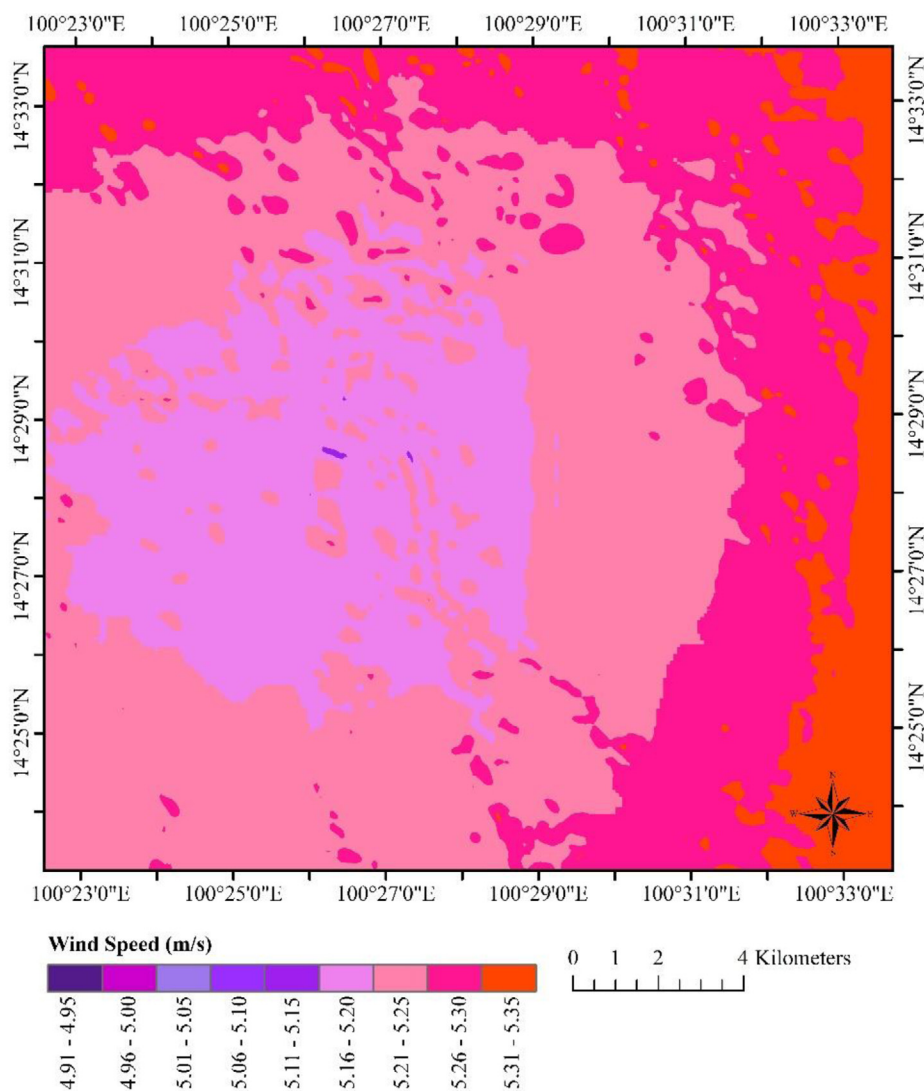 100°23'0"E 100°25'0"E 100°27'0"E 100°29'0"E 100°31'0"E 100°33'0"E
14°33'0"N 14°33'0"N
14°31'0"N 14°31'0"N
14°29'0"N 14°29'0"N
14°27'0"N 14°27'0"N
14°25'0"N 14°25'0"N
N
W E
100°23'0"E 100°25'0"E 100°27'0"E 100°29'0"E 100°31'0"E 100°33'0"E
Wind Speed (m/s)
0 1 2 4 Kilometers
4.91 - 4.95
4.96 - 5.00
5.01 - 5.05
5.06 - 5.10
5.11 - 5.15
5.16 - 5.20
5.21 - 5.25
5.26 - 5.30
5.31 - 5.35